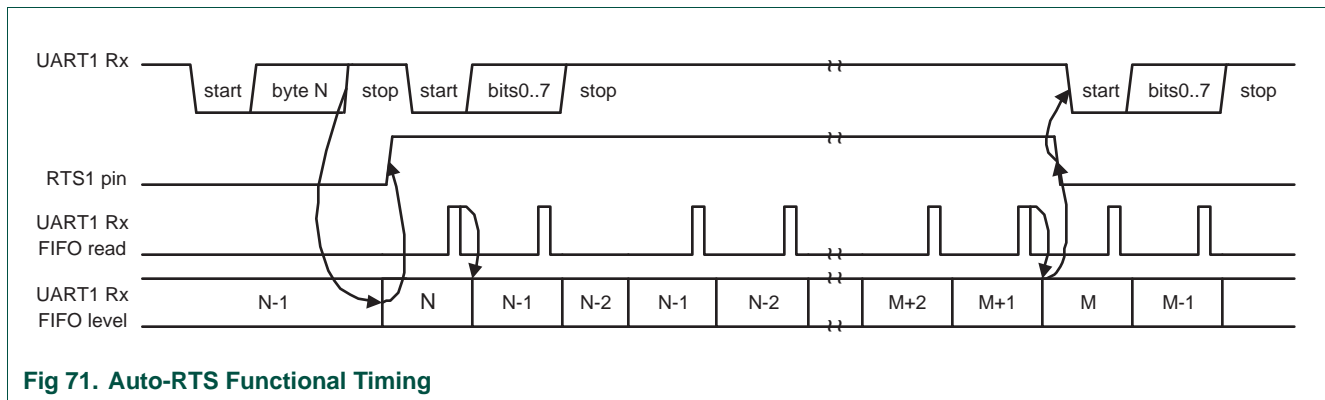 UART1 Rx
start byte N stop start bits0..7 stop start bits0..7 stop
RTS1 pin
UART1 Rx
FIFO read
UART1 Rx
FIFO level
N-1 N N-1 N-2 N-1 N-2 M+2 M+1 M M-1
Fig 71. Auto-RTS Functional Timing